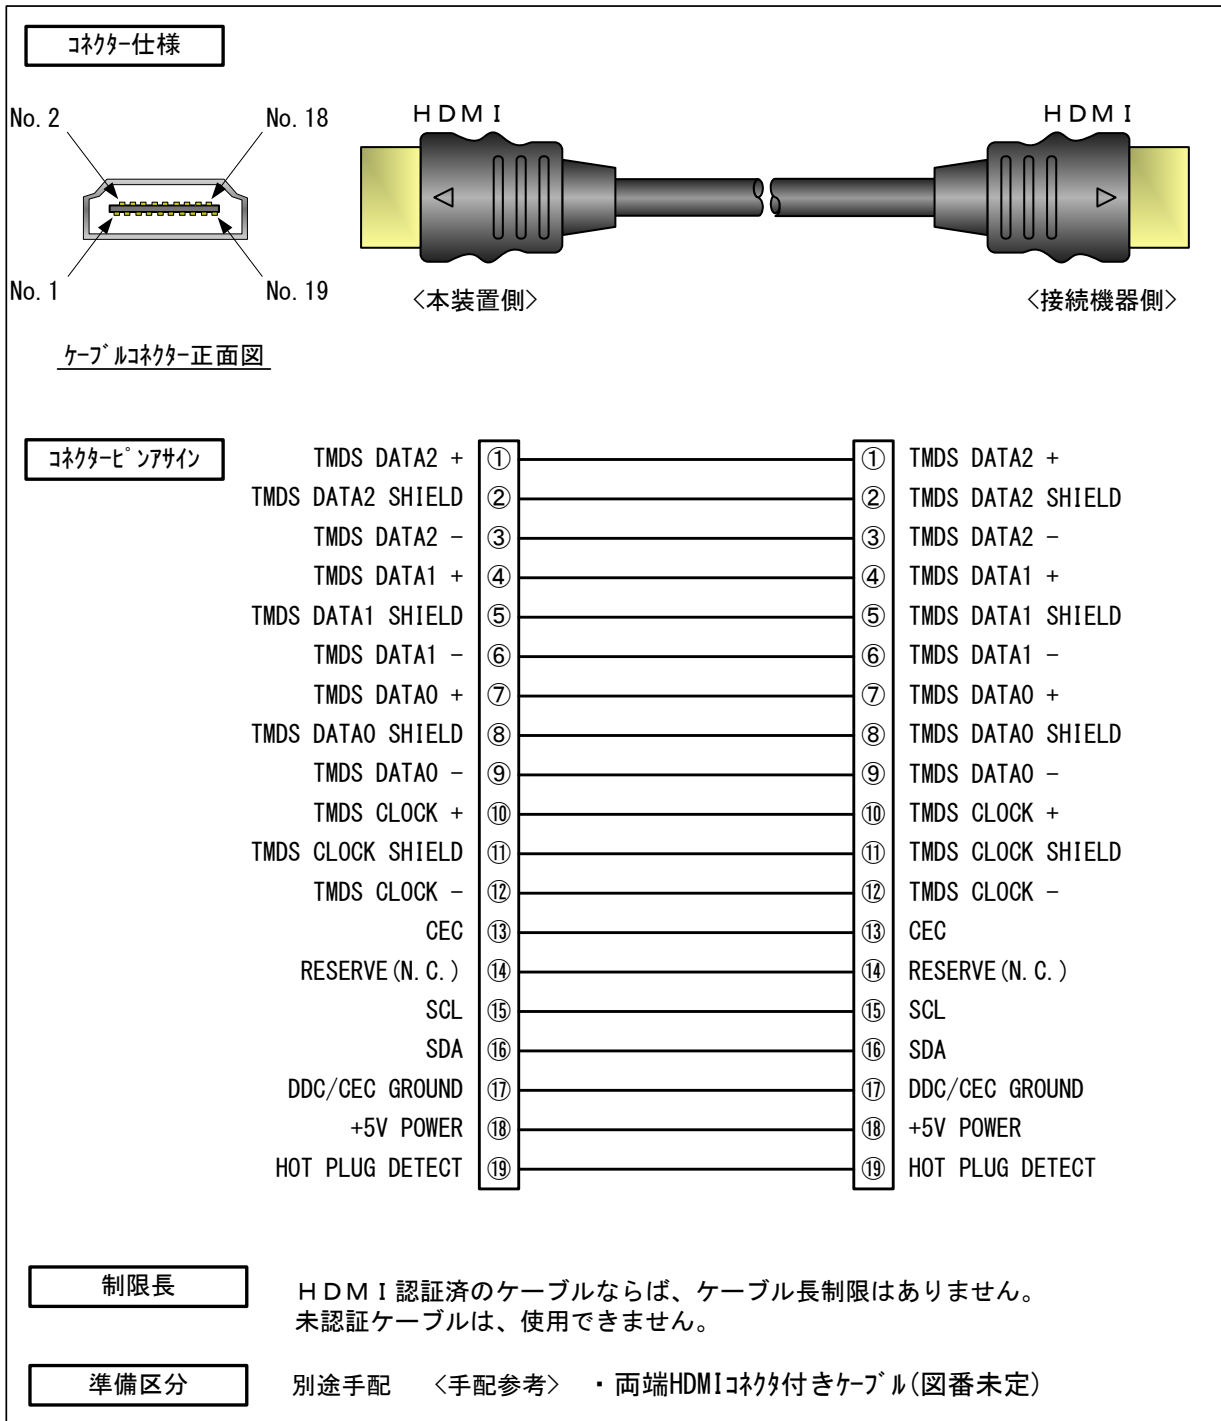 ｺﾈｸﾀｰ仕様
No. 2
No. 18
No. 1
No. 19
ケーブルコネクター正面図
ＨＤＭＩ
ＨＤＭＩ
〈本装置側〉
〈接続機器側〉
ｺﾈｸﾀｰﾋﾟﾝｱｻｲﾝ
TMDS DATA2 + ① ① TMDS DATA2 +
TMDS DATA2 SHIELD ② ② TMDS DATA2 SHIELD
TMDS DATA2 - ③ ③ TMDS DATA2 -
TMDS DATA1 + ④ ④ TMDS DATA1 +
TMDS DATA1 SHIELD ⑤ ⑤ TMDS DATA1 SHIELD
TMDS DATA1 - ⑥ ⑥ TMDS DATA1 -
TMDS DATA0 + ⑦ ⑦ TMDS DATA0 +
TMDS DATA0 SHIELD ⑧ ⑧ TMDS DATA0 SHIELD
TMDS DATA0 - ⑨ ⑨ TMDS DATA0 -
TMDS CLOCK + ⑩ ⑩ TMDS CLOCK +
TMDS CLOCK SHIELD ⑪ ⑪ TMDS CLOCK SHIELD
TMDS CLOCK - ⑫ ⑫ TMDS CLOCK -
CEC ⑬ ⑬ CEC
RESERVE(N.C.) ⑭ ⑭ RESERVE(N.C.)
SCL ⑮ ⑮ SCL
SDA ⑯ ⑯ SDA
DDC/CEC GROUND ⑰ ⑰ DDC/CEC GROUND
+5V POWER ⑱ ⑱ +5V POWER
HOT PLUG DETECT ⑲ ⑲ HOT PLUG DETECT
制限長
ＨＤＭＩ認証済のケーブルならば、ケーブル長制限はありません。
未認証ケーブルは、使用できません。
準備区分
別途手配 〈手配参考〉 ・両端HDMIｺﾈｸﾀ付きｹｰﾌﾞﾙ(図番未定)